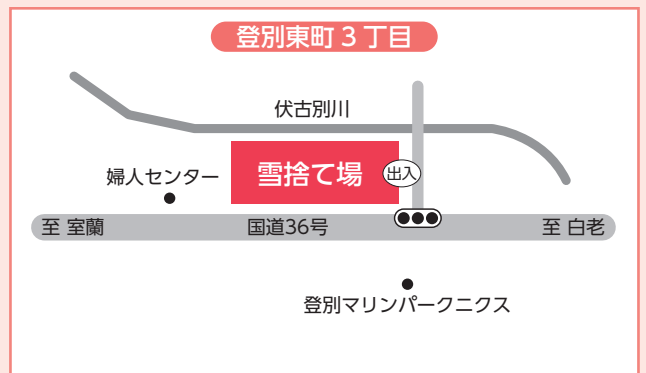 登別東町3丁目
伏古別川
婦人センター
雪捨て場
出入
至 室蘭
国道36号
至 白老
登別マリンパークニクス